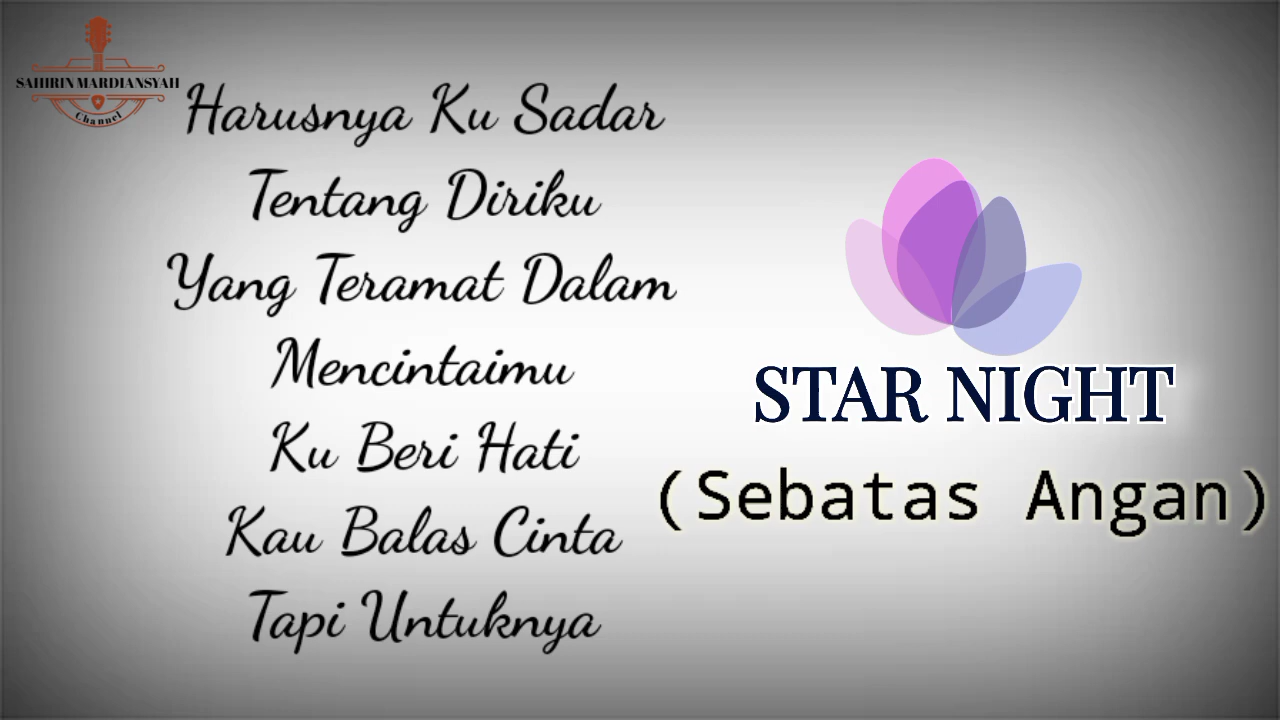 SAHIRIN MARDIANSYAH
Channel
Harusnya Ku Sadar
Tentang Diriku
Yang Teramat Dalam
Mencintaimu
Ku Beri Hati
Kau Balas Cinta
Tapi Untuknya
STAR NIGHT
(Sebatas Angan)